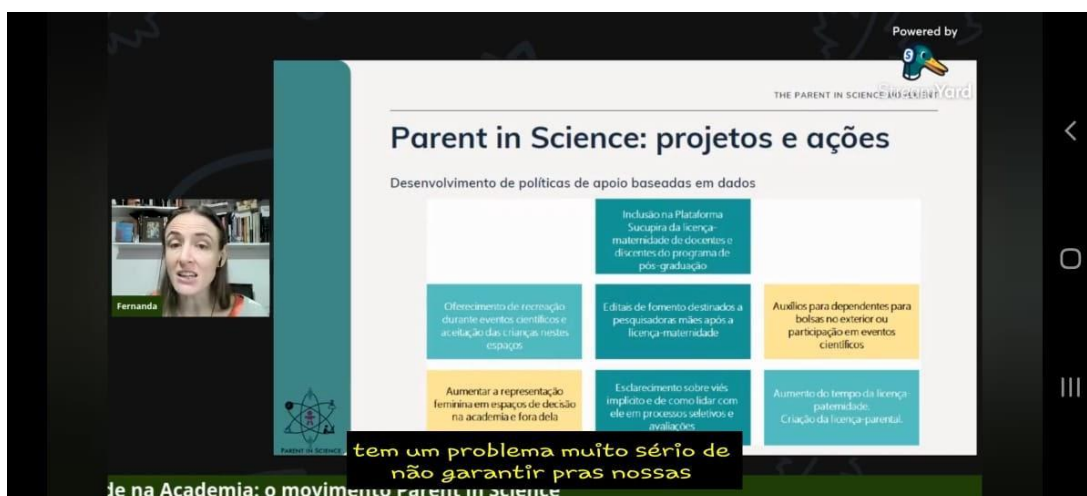 Powered by
StreamYard
THE PARENT IN SCIENCE MOVEMENT
Parent in Science: projetos e ações
Desenvolvimento de políticas de apoio baseadas em dados
Inclusão na Plataforma
Sucupira da licença-
maternidade de docentes e
discentes do programa de
pós-graduação
Oferecimento de recreação
durante eventos científicos e
aceitação das crianças nestes
espaços
Editais de fomento destinados a
pesquisadoras mães após a
licença-maternidade
Auxílios para dependentes para
bolsas no exterior ou
participação em eventos
científicos
Aumentar a representação
feminina em espaços de decisão
na academia e fora dela
Esclarecimento sobre viés
implícito e de como lidar com
ele em processos seletivos e
avaliações
Aumento do tempo da licença
paternidade.
Criação da licença-parental.
Fernanda
PARENT IN SCIENCE
tem um problema muito sério de
não garantir pras nossas
de na Academia: o movimento Parent in Science